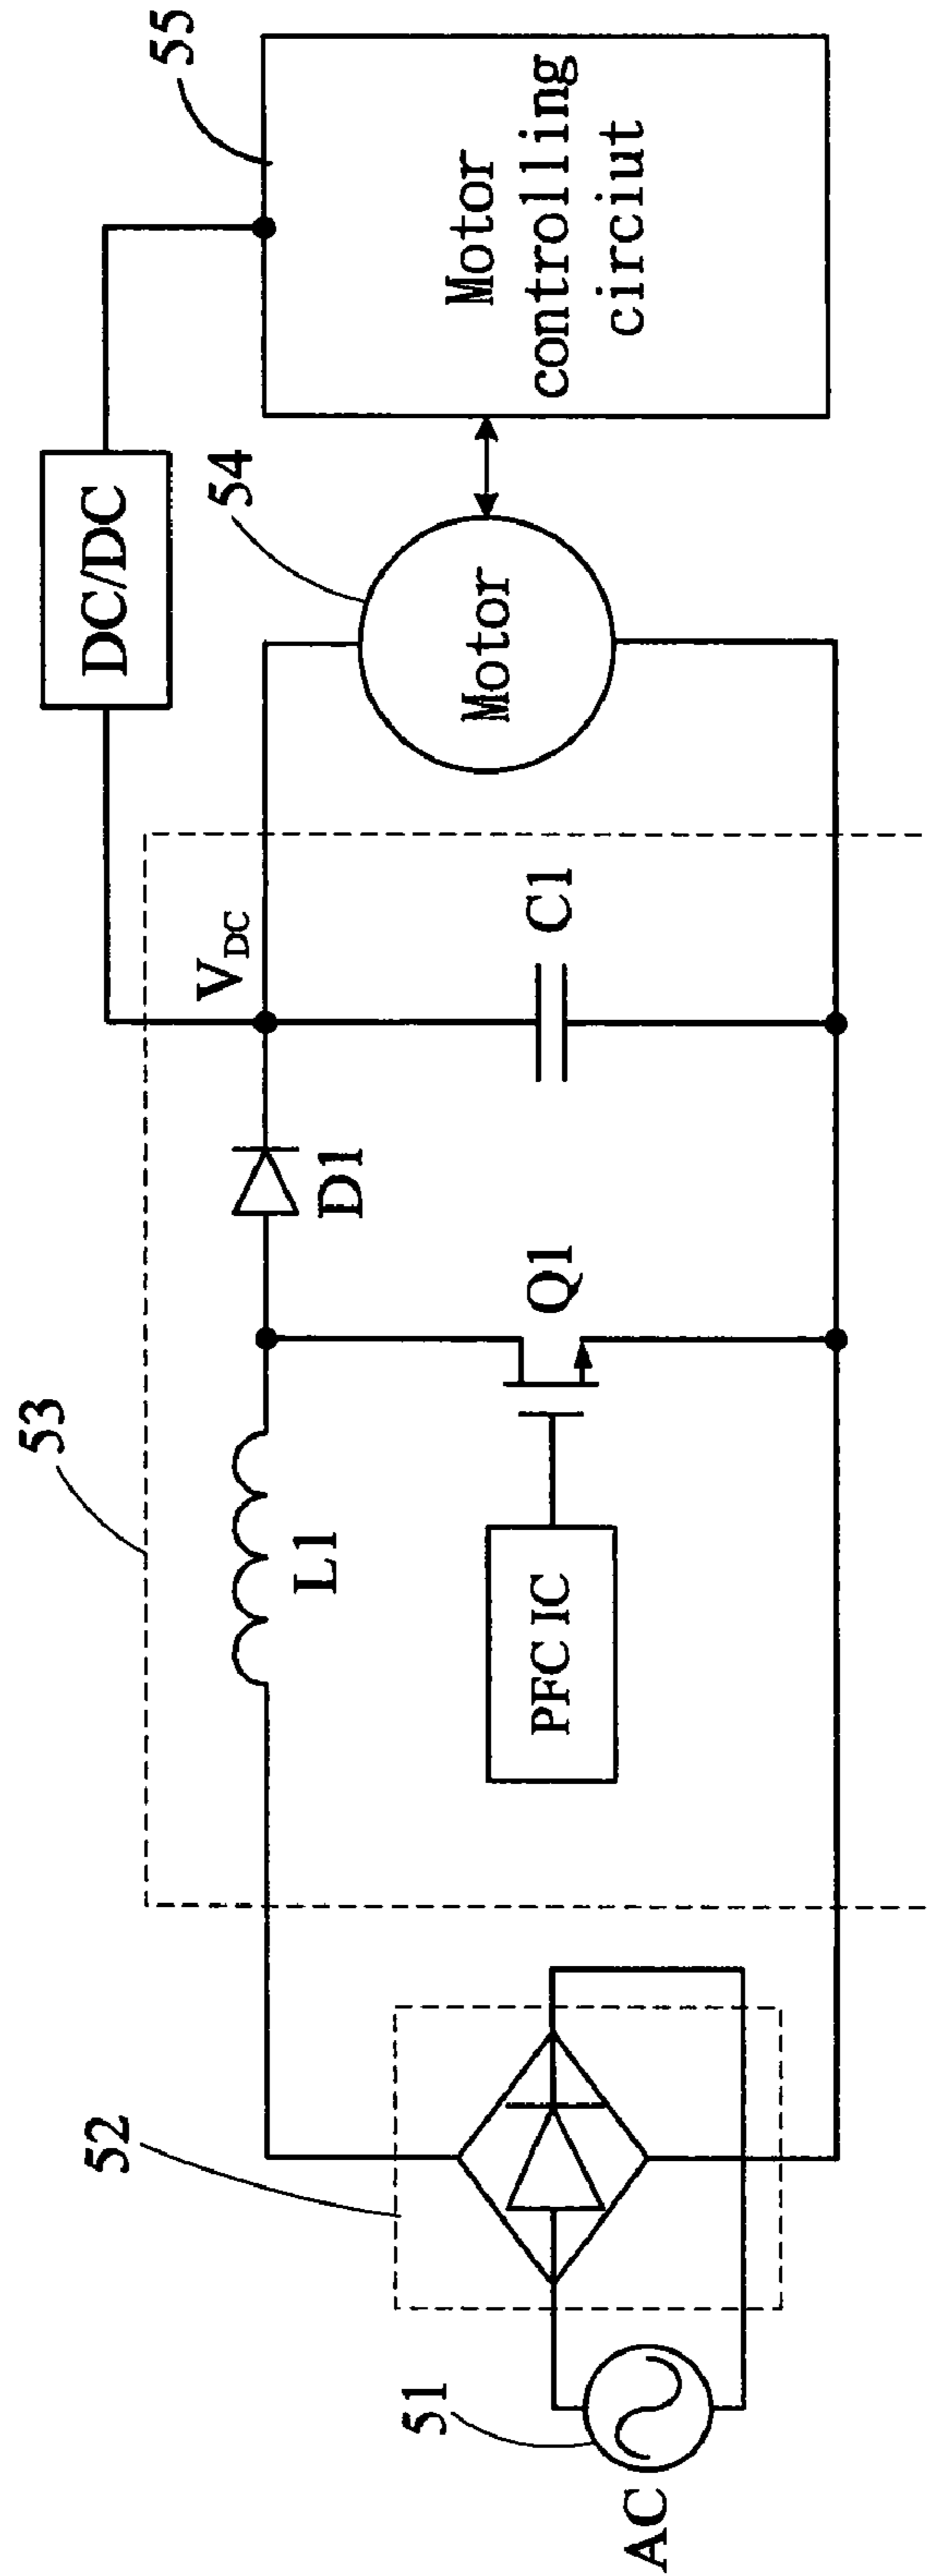 51
AC
52
53
L1
PFC IC
Q1
D1
VDC
C1
DC/DC
54
Motor
55
Motor
controlling
circiut